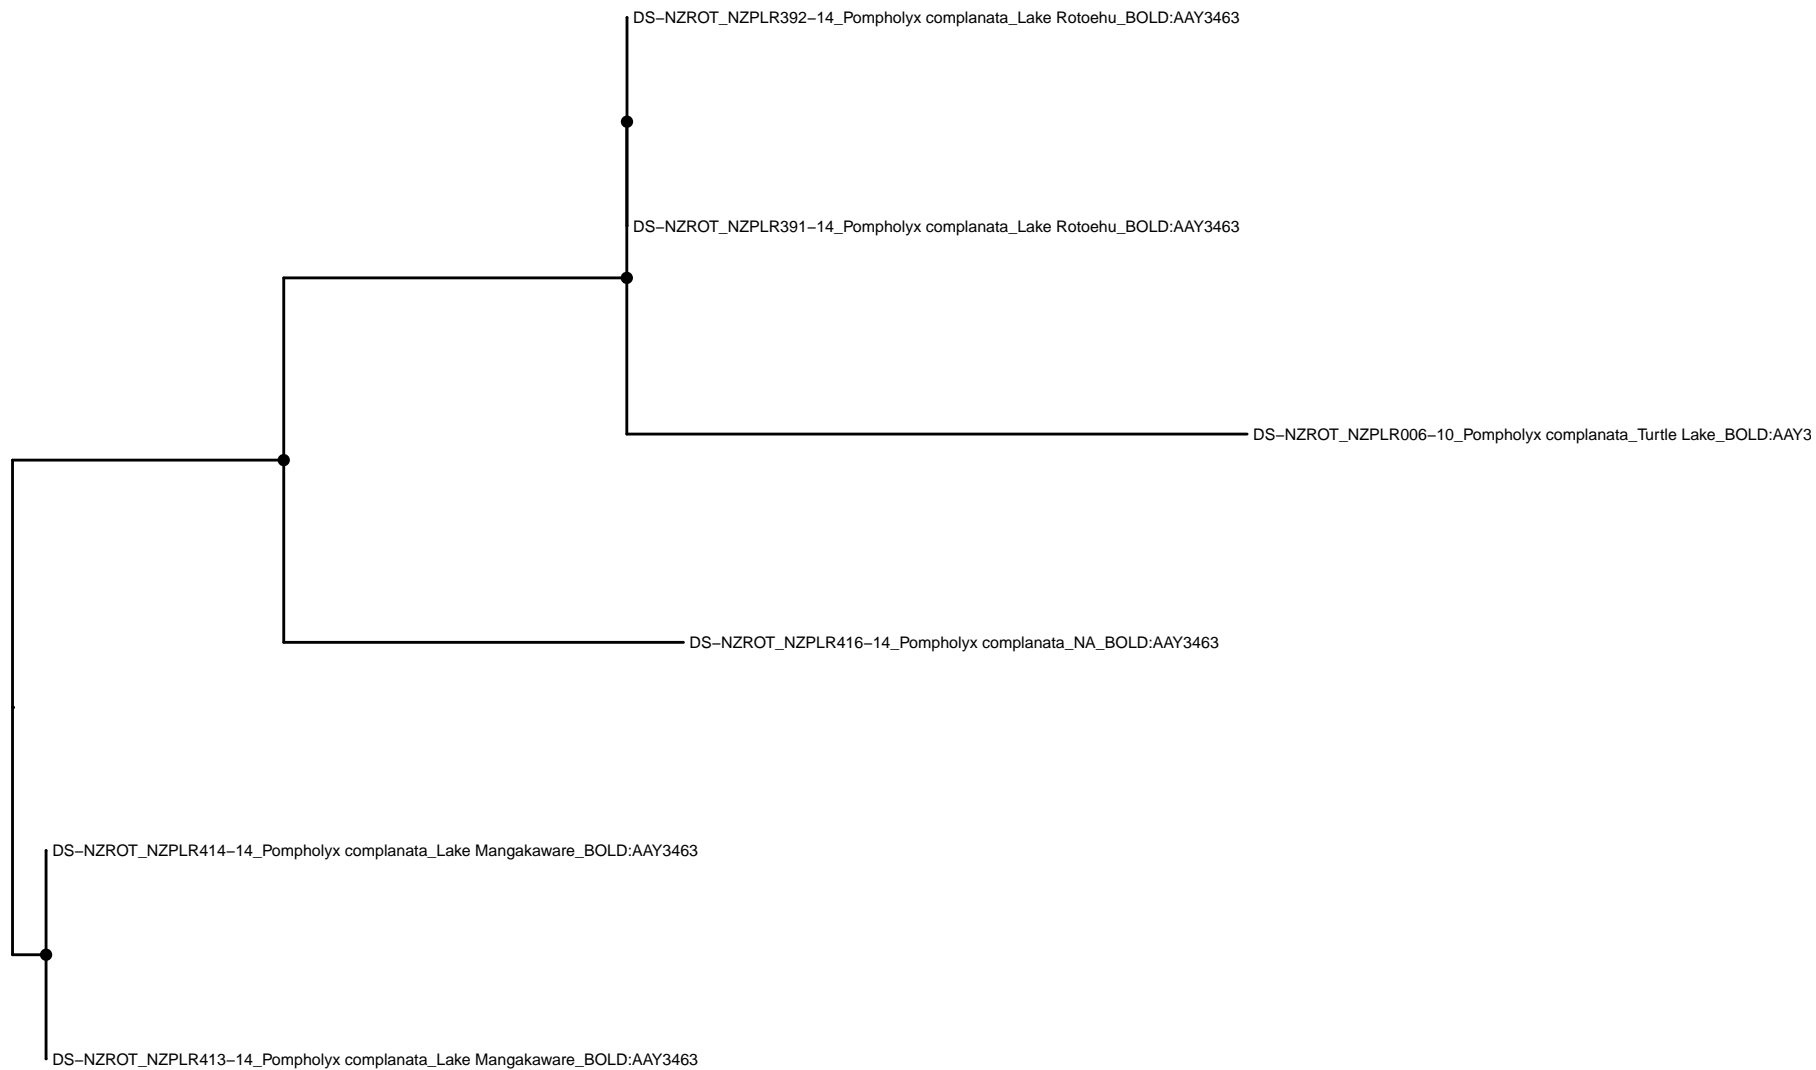 DS−NZROT_NZPLR392−14_Pompholyx complanata_Lake Rotoehu_BOLD:AAY3463
DS−NZROT_NZPLR391−14_Pompholyx complanata_Lake Rotoehu_BOLD:AAY3463
DS−NZROT_NZPLR006−10_Pompholyx complanata_Turtle Lake_BOLD:AAY3
DS−NZROT_NZPLR416−14_Pompholyx complanata_NA_BOLD:AAY3463
DS−NZROT_NZPLR414−14_Pompholyx complanata_Lake Mangakaware_BOLD:AAY3463
DS−NZROT_NZPLR413−14_Pompholyx complanata_Lake Mangakaware_BOLD:AAY3463